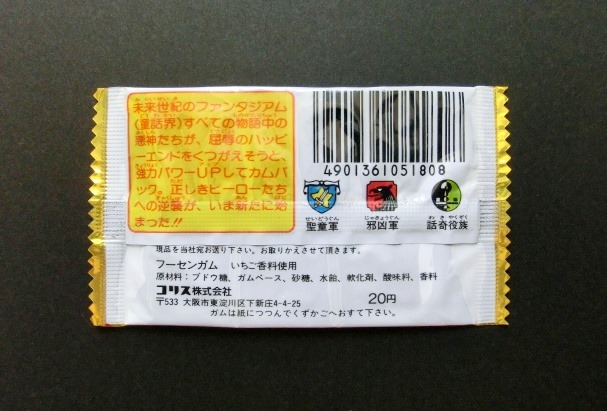 未来世紀のファンタジアム
(童話界)すべての物語中の
悪神たちが、屈辱のハッピ
ーエンドをくつがえそうと、
強力パワーUPしてカムバ
ック。正しきヒーローたち
への逆襲が、いま新たに始
まった!!
4901361051808
せいどうぐん じゃきょうぐん わきやくぞく
聖童軍 邪凶軍 話奇役族
現品を当社宛お送り下さい。お取りかえさせて頂きます。
フーセンガム いちご香料使用
原材料:ブドウ糖、ガムベース、砂糖、水飴、軟化剤、酸味料、香料
コリス株式会社
〒533 大阪市東淀川区下新庄4-4-25
20円
ガムは紙につつんでくずかごへおすて下さい。